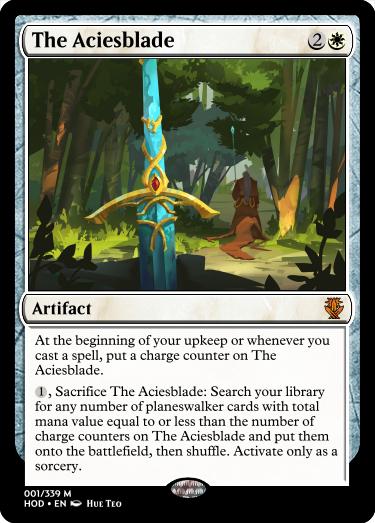 The Aciesblade
2
Artifact
At the beginning of your upkeep or whenever you
cast a spell, put a charge counter on The
Aciesblade.
1, Sacrifice The Aciesblade: Search your library
for any number of planeswalker cards with total
mana value equal to or less than the number of
charge counters on The Aciesblade and put them
onto the battlefield, then shuffle. Activate only as a
sorcery.
001/339 M
HOD • EN Hue Teo